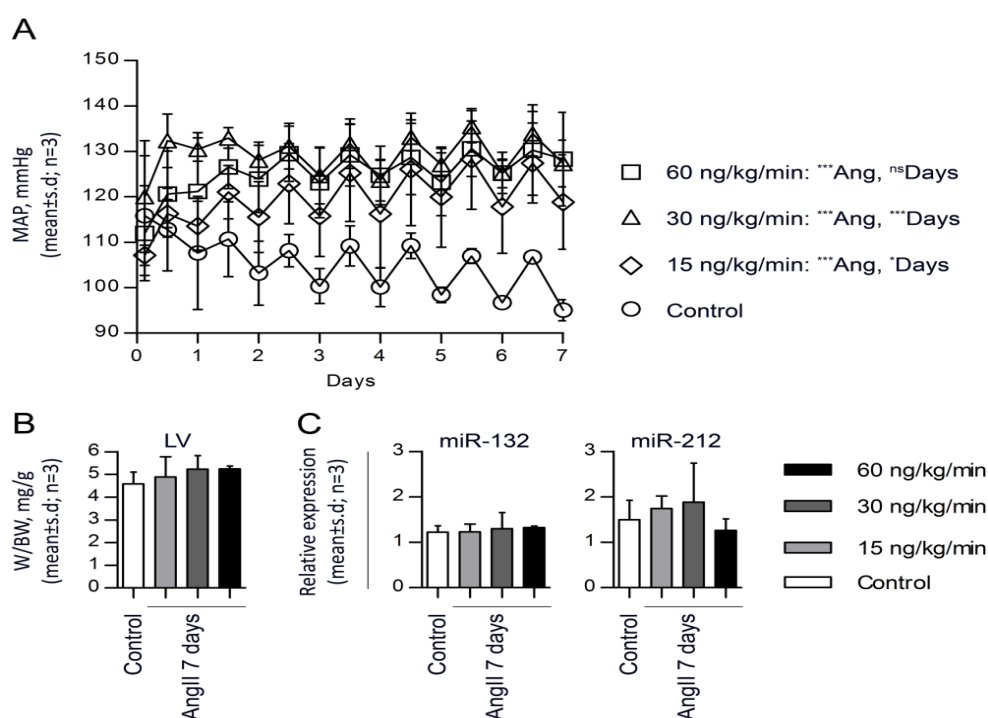 A
150
140
130
120
110
100
90
MAP, mmHg
(mean±s.d; n=3)
0 1 2 3 4 5 6 7
Days
60 ng/kg/min: ***Ang, nsDays
30 ng/kg/min: ***Ang, ***Days
15 ng/kg/min: ***Ang, *Days
Control
B
LV
6
5
4
3
2
1
0
W/BW, mg/g
(mean±s.d; n=3)
Control
AngII 7 days
C
Relative expression
(mean±s.d; n=3)
miR-132
3
2
1
0
Control
AngII 7 days
miR-212
3
2
1
0
Control
AngII 7 days
60 ng/kg/min
30 ng/kg/min
15 ng/kg/min
Control